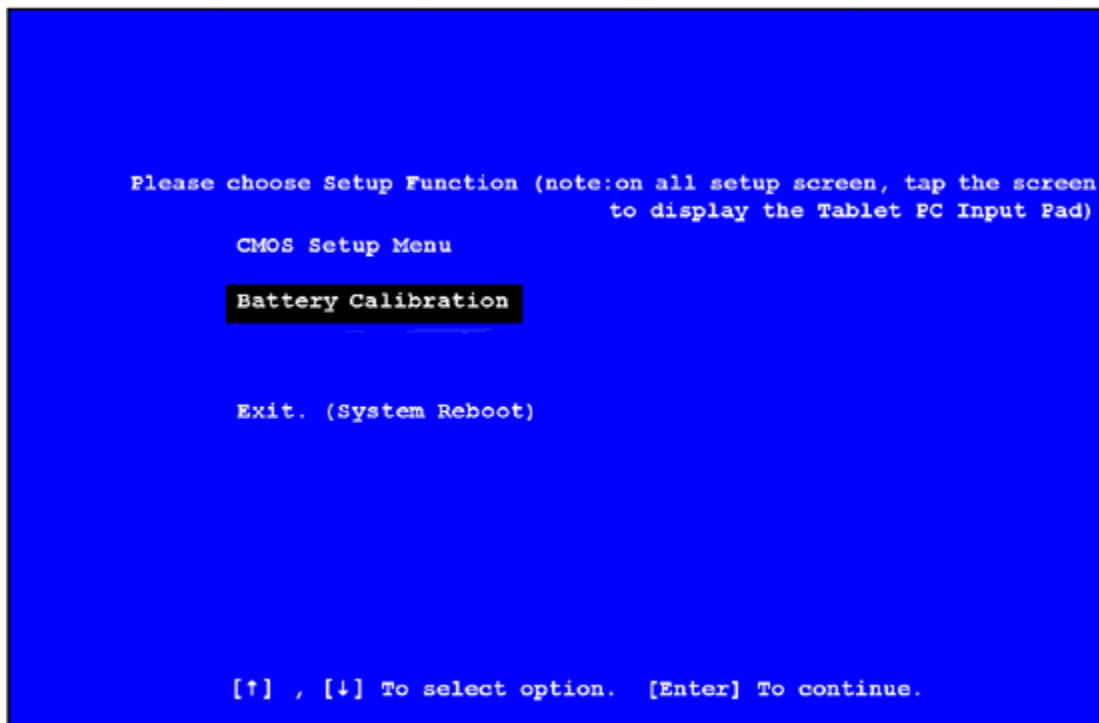 Please choose Setup Function (note:on all setup screen, tap the screen
to display the Tablet PC Input Pad)
CMOS Setup Menu
Battery Calibration
Exit. (System Reboot)
[↑] , [↓] To select option. [Enter] To continue.